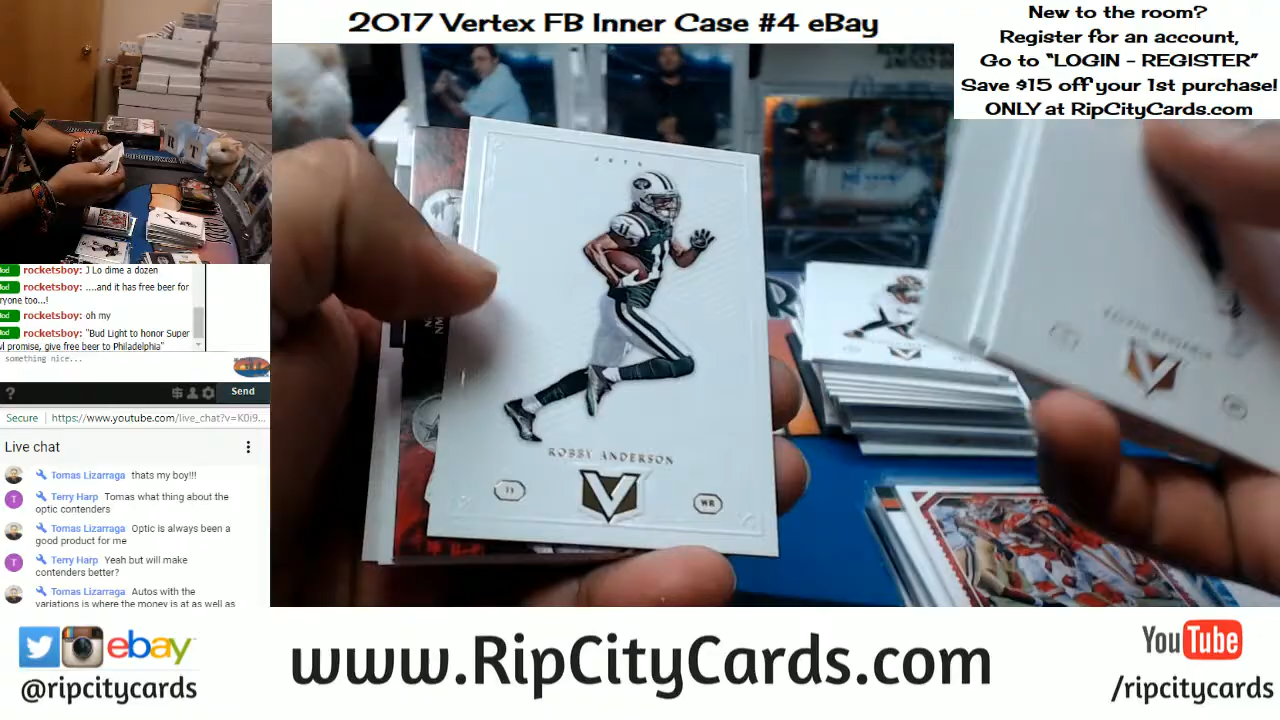 2017 Vertex FB Inner Case #4 eBay
New to the room?
Register for an account,
Go to "LOGIN - REGISTER"
Save $15 off your 1st purchase!
ONLY at RipCityCards.com
rocketsboy: J Lo dime a dozen
rocketsboy: ....and it has free beer for
ryone too...!
rocketsboy: oh my
rocketsboy: "Bud Light to honor Super
promise, give free beer to Philadelphia"
something nice...
? $ Send
Secure https://www.youtube.com/live_chat?v=K0i9...
Live chat
Tomas Lizarraga thats my boy!!!
T Terry Harp Tomas what thing about the
optic contenders
Tomas Lizarraga Optic is always been a
good product for me
T Terry Harp Yeah but will make
contenders better?
Tomas Lizarraga Autos with the
variations is where the money is at as well as
JETS
11
ROBBY ANDERSON
V
11 WR
V
ebay
@ripcitycards
www.RipCityCards.com
YouTube
/ripcitycards